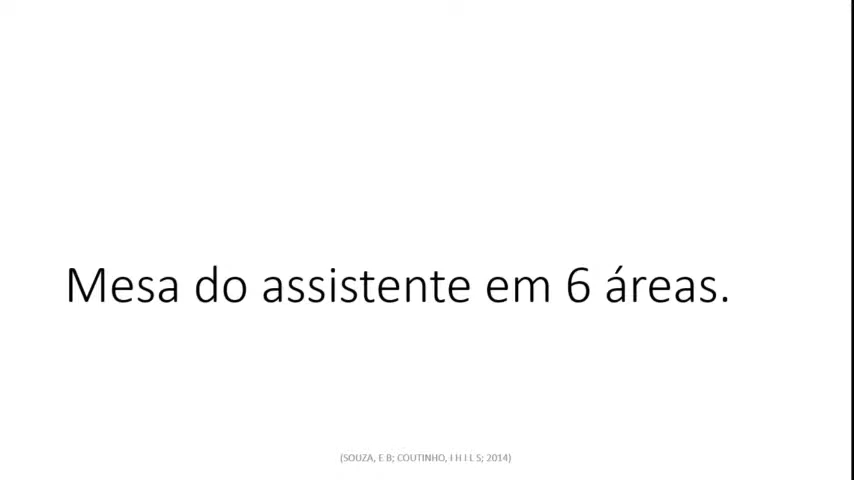 Mesa do assistente em 6 áreas.
(SOUZA, E B; COUTINHO, I H I L S; 2014)